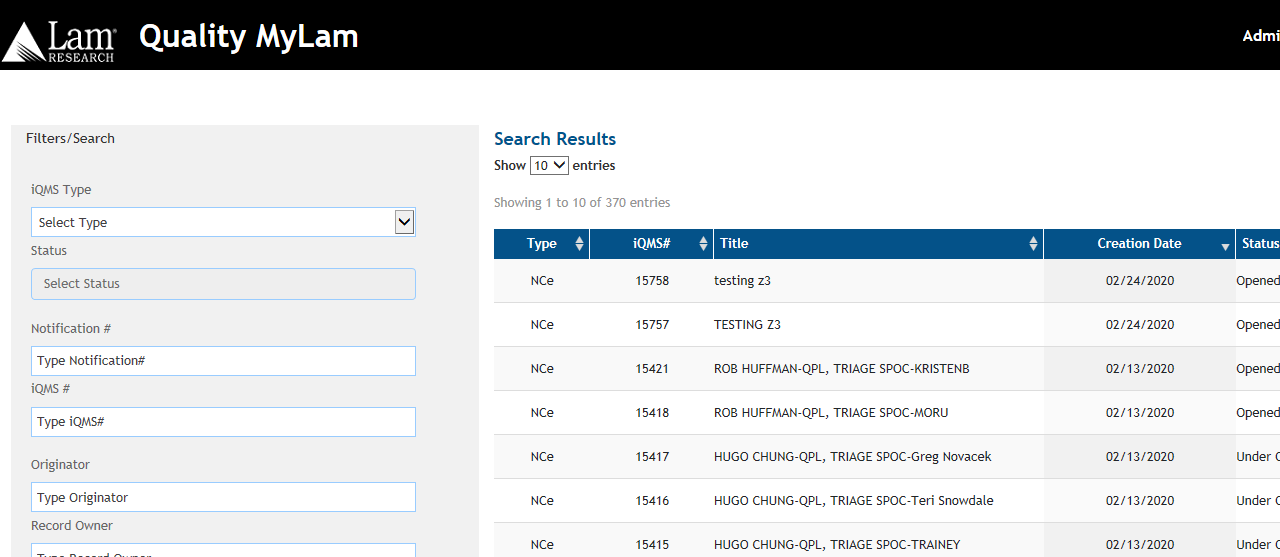 Lam RESEARCH
Quality MyLam
Admi
Filters/Search
iQMS Type
Select Type
Status
Select Status
Notification #
Type Notification#
iQMS #
Type iQMS#
Originator
Type Originator
Record Owner
Type Record Owner
Search Results
Show 10 entries
Showing 1 to 10 of 370 entries
Type iQMS# Title Creation Date Status
NCe 15758 testing z3 02/24/2020 Opened
NCe 15757 TESTING Z3 02/24/2020 Opened
NCe 15421 ROB HUFFMAN-QPL, TRIAGE SPOC-KRISTENB 02/13/2020 Opened
NCe 15418 ROB HUFFMAN-QPL, TRIAGE SPOC-MORU 02/13/2020 Opened
NCe 15417 HUGO CHUNG-QPL, TRIAGE SPOC-Greg Novacek 02/13/2020 Under
NCe 15416 HUGO CHUNG-QPL, TRIAGE SPOC-Teri Snowdale 02/13/2020 Under
NCe 15415 HUGO CHUNG-QPL, TRIAGE SPOC-TRAINEY 02/13/2020 Under